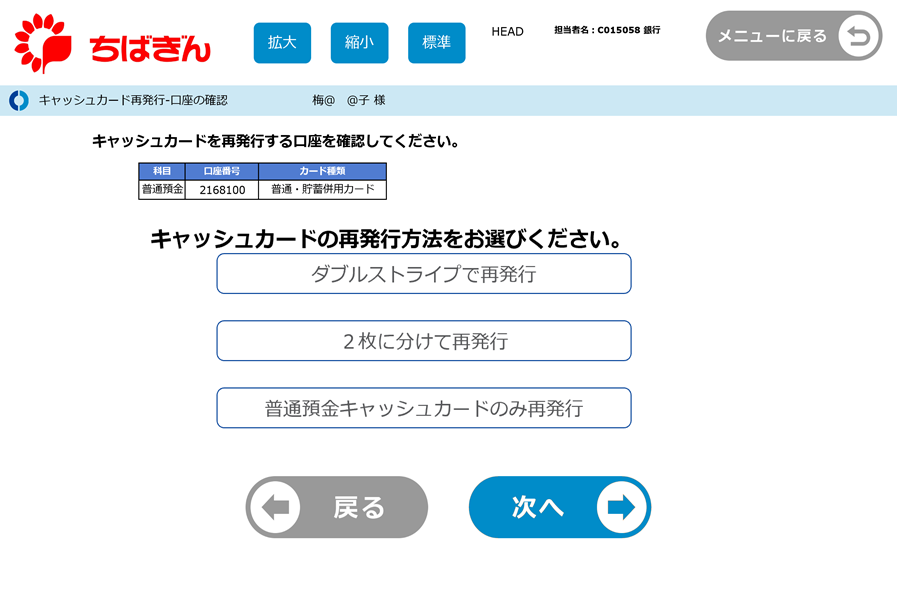 ちばぎん
拡大
縮小
標準
HEAD
担当者名：C015058 銀行
メニューに戻る
キャッシュカード再発行-口座の確認
梅@　@子 様
キャッシュカードを再発行する口座を確認してください。
科目 口座番号 カード種類
普通預金 2168100 普通・貯蓄併用カード
キャッシュカードの再発行方法をお選びください。
ダブルストライプで再発行
２枚に分けて再発行
普通預金キャッシュカードのみ再発行
戻る
次へ